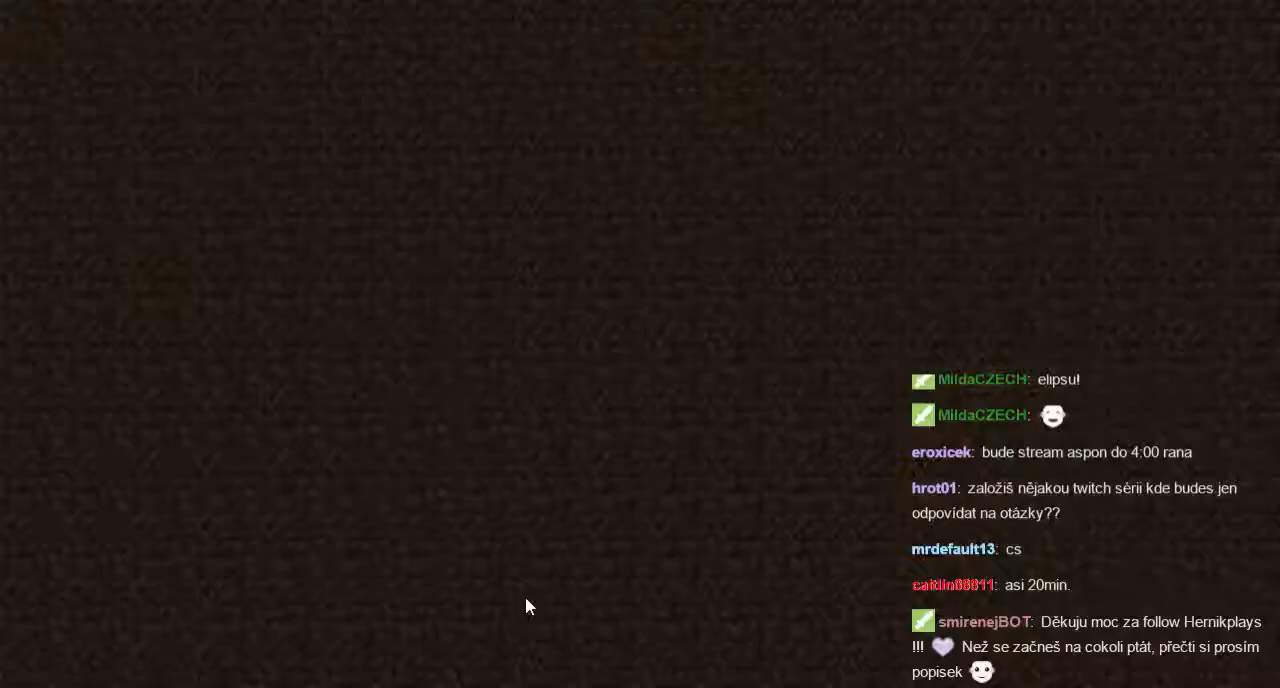 MildaCZECH: elipsu!
MildaCZECH:
eroxicek: bude stream aspon do 4:00 rana
hrot01: založiš nějakou twitch sérii kde budes jen
odpovídat na otázky??
mrdefault13: cs
caitlin88811: asi 20min.
smirenejBOT: Děkuju moc za follow Hernikplays
!!! Než se začneš na cokoli ptát, přečti si prosím
popisek